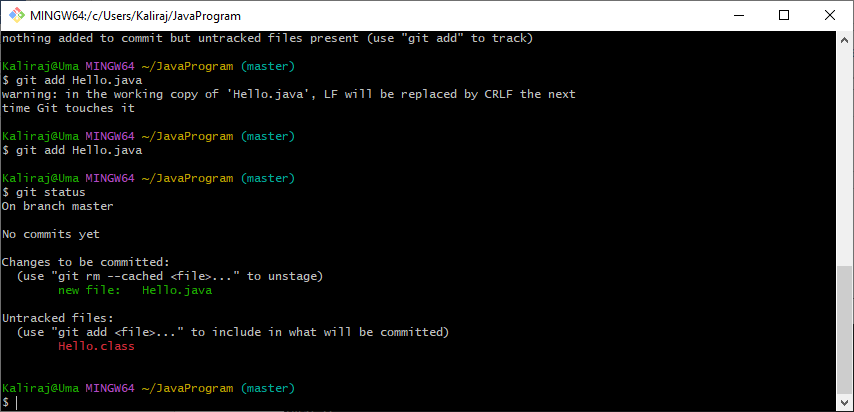 MINGW64:/c/Users/Kaliraj/JavaProgram
nothing added to commit but untracked files present (use "git add" to track)
Kaliraj@Uma MINGW64 ~/JavaProgram (master)
$ git add Hello.java
warning: in the working copy of 'Hello.java', LF will be replaced by CRLF the next
time Git touches it
Kaliraj@Uma MINGW64 ~/JavaProgram (master)
$ git add Hello.java
Kaliraj@Uma MINGW64 ~/JavaProgram (master)
$ git status
On branch master
No commits yet
Changes to be committed:
  (use "git rm --cached <file>..." to unstage)
        new file:   Hello.java
Untracked files:
  (use "git add <file>..." to include in what will be committed)
        Hello.class
Kaliraj@Uma MINGW64 ~/JavaProgram (master)
$